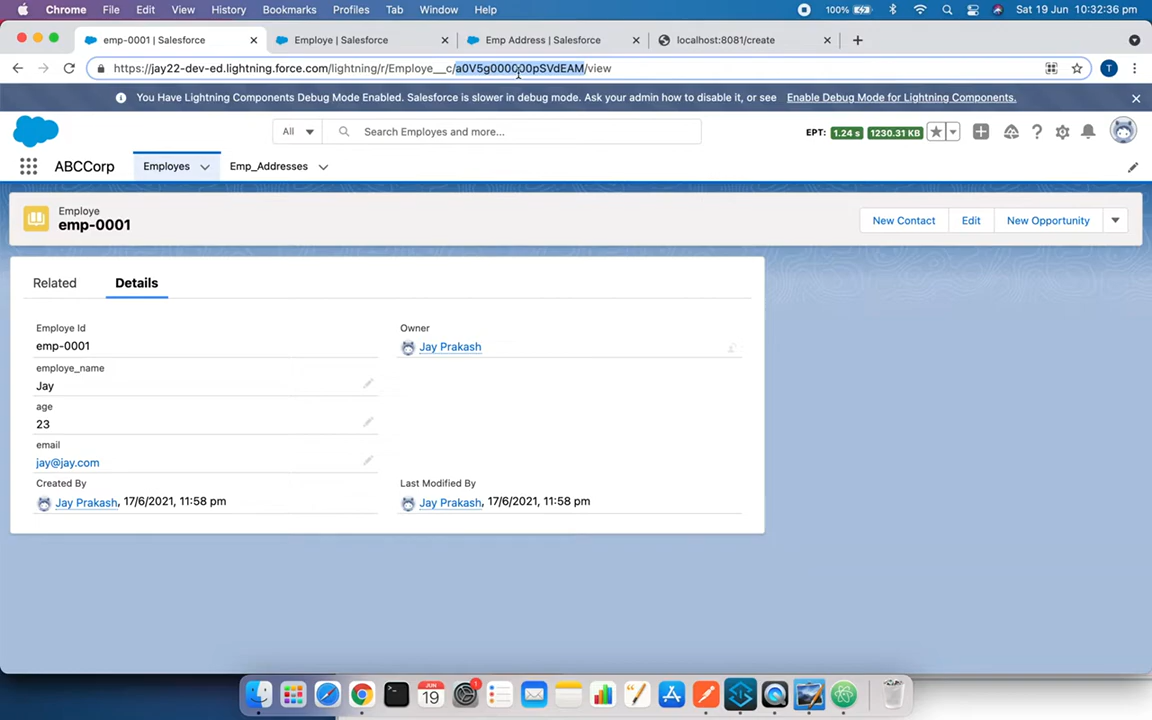 Chrome File Edit View History Bookmarks Profiles Tab Window Help 100% Sat 19 Jun 10:32:36 pm
emp-0001 | Salesforce Employe | Salesforce Emp Address | Salesforce localhost:8081/create
https://jay22-dev-ed.lightning.force.com/lightning/r/Employe__c/a0V5g000000pSVdEAM/view T
You Have Lightning Components Debug Mode Enabled. Salesforce is slower in debug mode. Ask your admin how to disable it, or see Enable Debug Mode for Lightning Components.
All Search Employes and more... EPT: 1.24 s 1230.31 KB
ABCCorp Employes Emp_Addresses
Employe
emp-0001
New Contact Edit New Opportunity
Related Details
Employe Id Owner
emp-0001 Jay Prakash
employe_name
Jay
age
23
email
jay@jay.com
Created By Last Modified By
Jay Prakash, 17/6/2021, 11:58 pm Jay Prakash, 17/6/2021, 11:58 pm
JUN
19
1